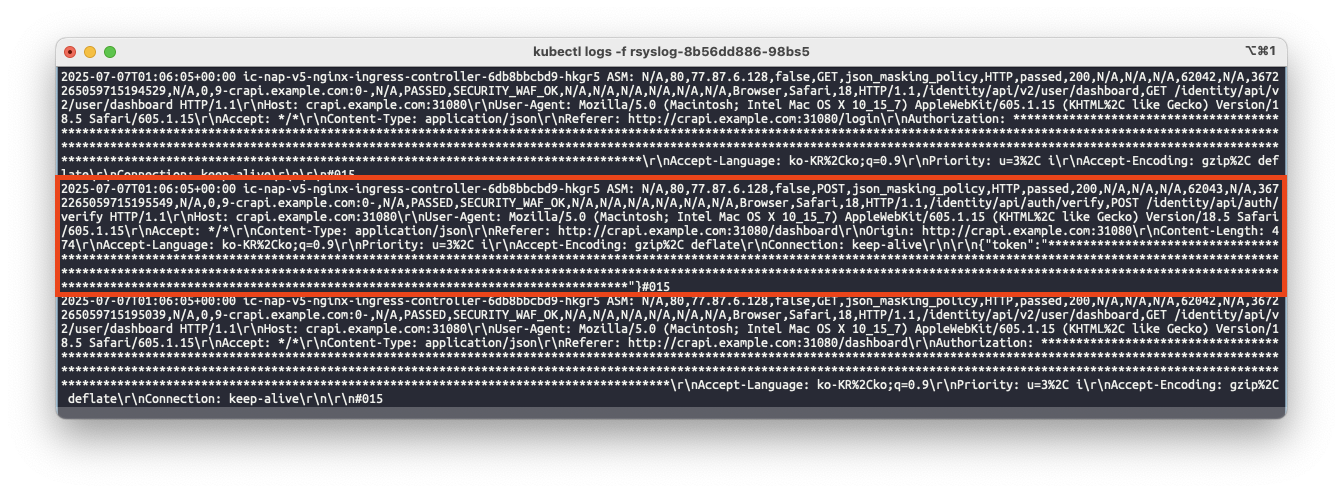 kubectl logs -f rsyslog-8b56dd886-98bs5
⌥⌘1
2025-07-07T01:06:05+00:00 ic-nap-v5-nginx-ingress-controller-6db8bbcbd9-hkgr5 ASM: N/A,80,77.87.6.128,false,GET,json_masking_policy,HTTP,passed,200,N/A,N/A,N/A,62042,N/A,3672
265059715194529,N/A,0,9-crapi.example.com:0-,N/A,PASSED,SECURITY_WAF_OK,N/A,N/A,N/A,N/A,N/A,N/A,Browser,Safari,18,HTTP/1.1,/identity/api/v2/user/dashboard,GET /identity/api/v
2/user/dashboard HTTP/1.1\r\nHost: crapi.example.com:31080\r\nUser-Agent: Mozilla/5.0 (Macintosh; Intel Mac OS X 10_15_7) AppleWebKit/605.1.15 (KHTML%2C like Gecko) Version/1
8.5 Safari/605.1.15\r\nAccept: */*\r\nContent-Type: application/json\r\nReferer: http://crapi.example.com:31080/login\r\nAuthorization: **************************************
******************************************************************************************************************************************************************************
******************************************************************************************************************************************************************************
***********************************************************************************\r\nAccept-Language: ko-KR%2Cko;q=0.9\r\nPriority: u=3%2C i\r\nAccept-Encoding: gzip%2C def
late\r\nConnection: keep-alive\r\n\r\n#015
2025-07-07T01:06:05+00:00 ic-nap-v5-nginx-ingress-controller-6db8bbcbd9-hkgr5 ASM: N/A,80,77.87.6.128,false,POST,json_masking_policy,HTTP,passed,200,N/A,N/A,N/A,62043,N/A,367
2265059715195549,N/A,0,9-crapi.example.com:0-,N/A,PASSED,SECURITY_WAF_OK,N/A,N/A,N/A,N/A,N/A,N/A,Browser,Safari,18,HTTP/1.1,/identity/api/auth/verify,POST /identity/api/auth/
verify HTTP/1.1\r\nHost: crapi.example.com:31080\r\nUser-Agent: Mozilla/5.0 (Macintosh; Intel Mac OS X 10_15_7) AppleWebKit/605.1.15 (KHTML%2C like Gecko) Version/18.5 Safari
/605.1.15\r\nAccept: */*\r\nContent-Type: application/json\r\nReferer: http://crapi.example.com:31080/dashboard\r\nOrigin: http://crapi.example.com:31080\r\nContent-Length: 4
74\r\nAccept-Language: ko-KR%2Cko;q=0.9\r\nPriority: u=3%2C i\r\nAccept-Encoding: gzip%2C deflate\r\nConnection: keep-alive\r\n\r\n{"token":"*********************************
******************************************************************************************************************************************************************************
******************************************************************************************************************************************************************************
*********************************************************************************"}#015
2025-07-07T01:06:05+00:00 ic-nap-v5-nginx-ingress-controller-6db8bbcbd9-hkgr5 ASM: N/A,80,77.87.6.128,false,GET,json_masking_policy,HTTP,passed,200,N/A,N/A,N/A,62042,N/A,3672
265059715195039,N/A,0,9-crapi.example.com:0-,N/A,PASSED,SECURITY_WAF_OK,N/A,N/A,N/A,N/A,N/A,N/A,Browser,Safari,18,HTTP/1.1,/identity/api/v2/user/dashboard,GET /identity/api/v
2/user/dashboard HTTP/1.1\r\nHost: crapi.example.com:31080\r\nUser-Agent: Mozilla/5.0 (Macintosh; Intel Mac OS X 10_15_7) AppleWebKit/605.1.15 (KHTML%2C like Gecko) Version/1
8.5 Safari/605.1.15\r\nAccept: */*\r\nContent-Type: application/json\r\nReferer: http://crapi.example.com:31080/dashboard\r\nAuthorization: **********************************
******************************************************************************************************************************************************************************
******************************************************************************************************************************************************************************
***************************************************************************************\r\nAccept-Language: ko-KR%2Cko;q=0.9\r\nPriority: u=3%2C i\r\nAccept-Encoding: gzip%2C
deflate\r\nConnection: keep-alive\r\n\r\n#015